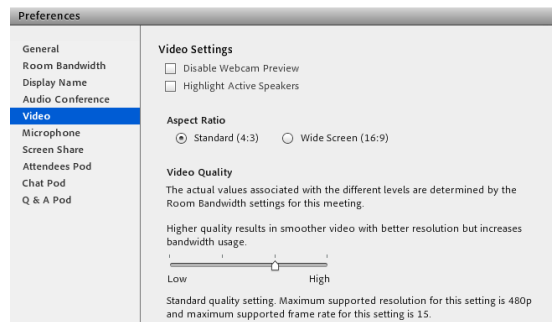 Preferences
General
Room Bandwidth
Display Name
Audio Conference
Video
Microphone
Screen Share
Attendees Pod
Chat Pod
Q & A Pod
Video Settings
Disable Webcam Preview
Highlight Active Speakers
Aspect Ratio
Standard (4:3) Wide Screen (16:9)
Video Quality
The actual values associated with the different levels are determined by the
Room Bandwidth settings for this meeting.
Higher quality results in smoother video with better resolution but increases
bandwidth usage.
Low High
Standard quality setting. Maximum supported resolution for this setting is 480p
and maximum supported frame rate for this setting is 15.